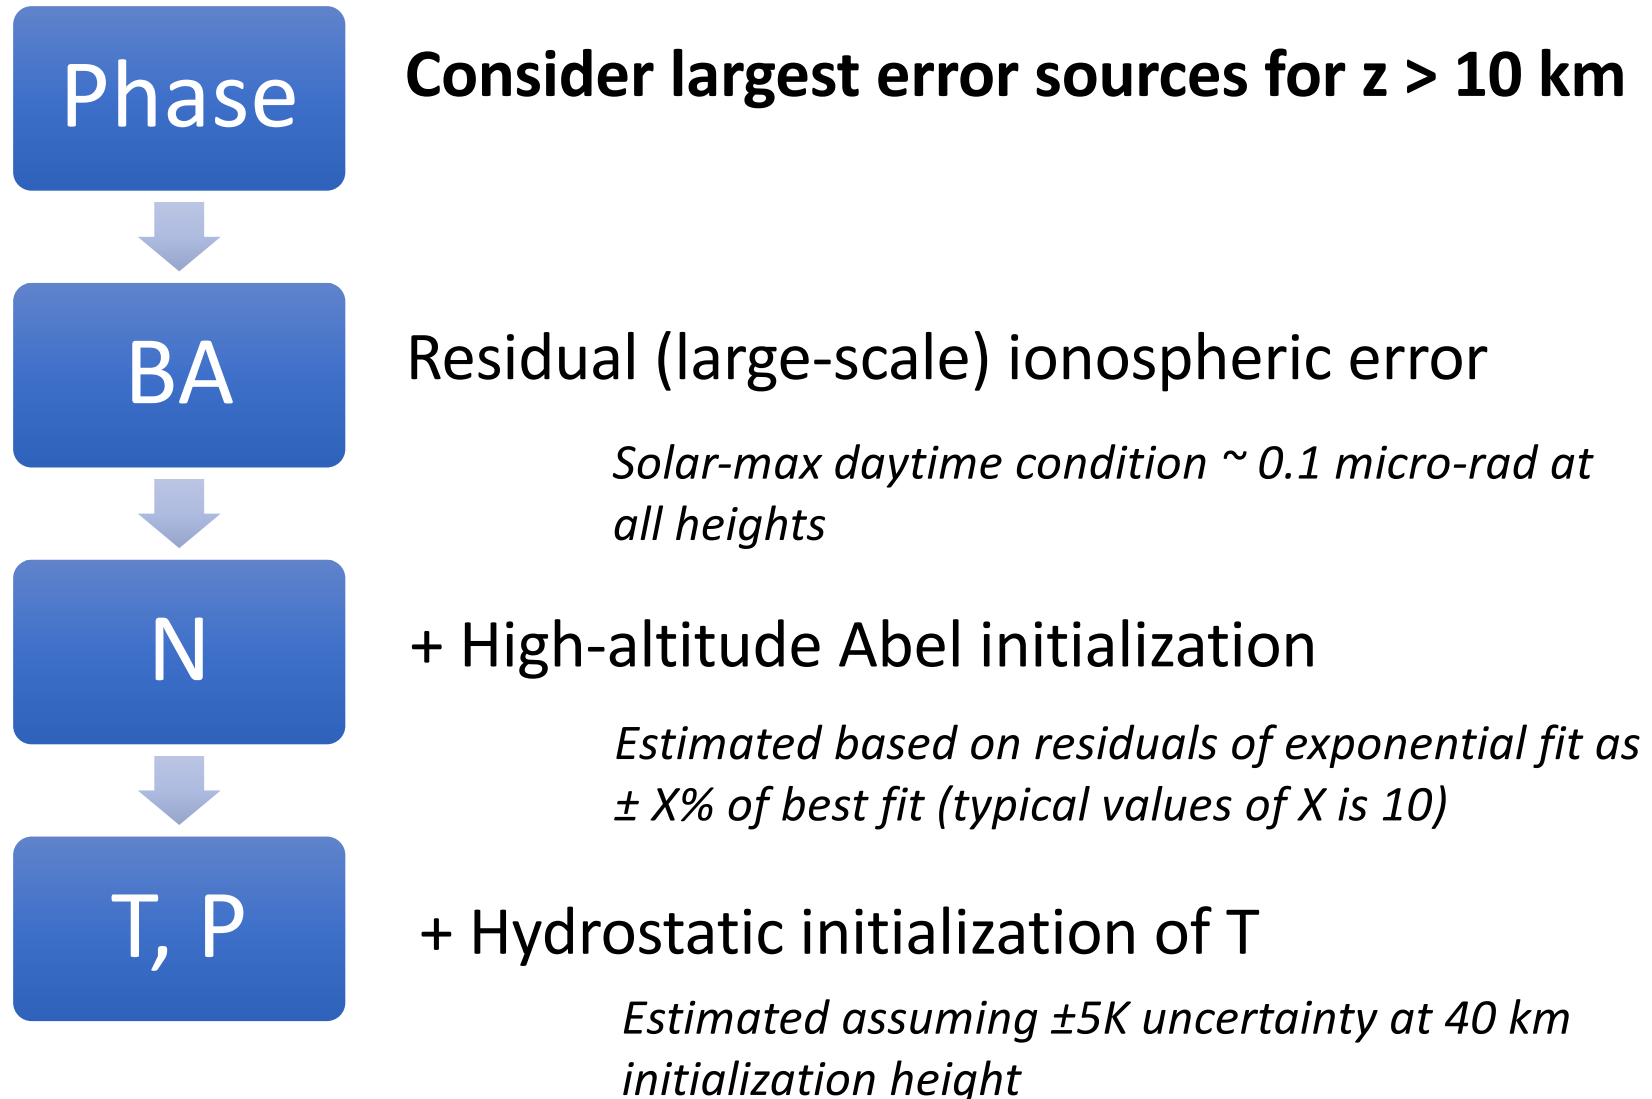 Phase
Consider largest error sources for z > 10 km
BA
Residual (large-scale) ionospheric error
Solar-max daytime condition ~ 0.1 micro-rad at
all heights
N
+ High-altitude Abel initialization
Estimated based on residuals of exponential fit as
± X% of best fit (typical values of X is 10)
T, P
+ Hydrostatic initialization of T
Estimated assuming ±5K uncertainty at 40 km
initialization height